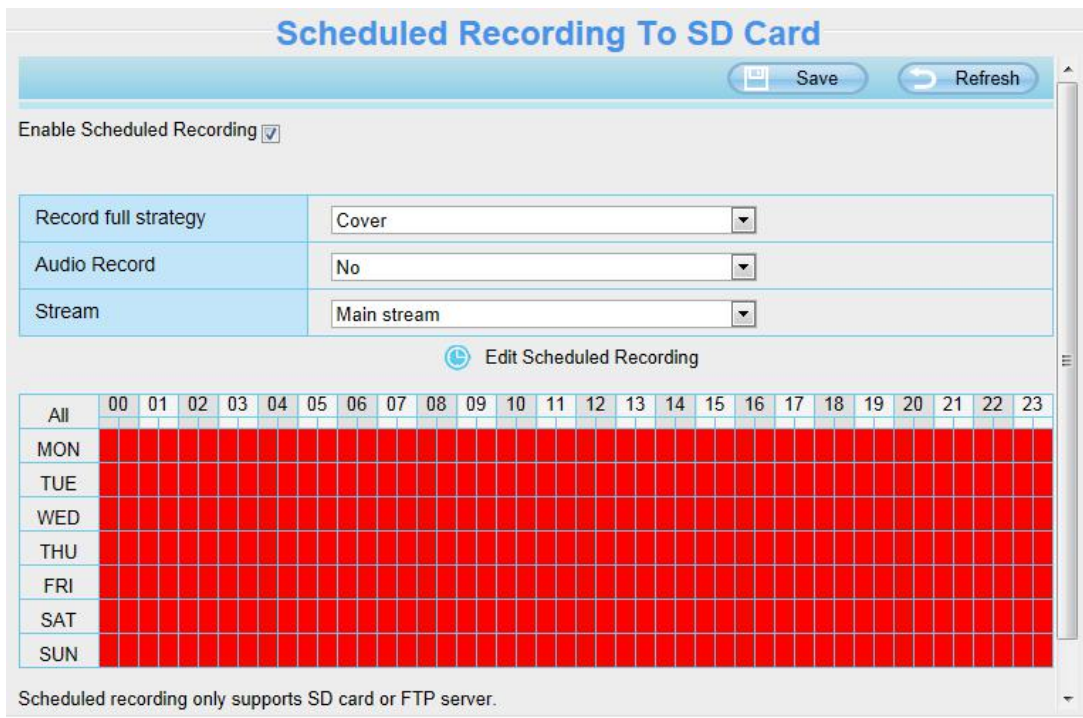 Scheduled Recording To SD Card
Save Refresh
Enable Scheduled Recording
Record full strategy Cover
Audio Record No
Stream Main stream
Edit Scheduled Recording
All 00 01 02 03 04 05 06 07 08 09 10 11 12 13 14 15 16 17 18 19 20 21 22 23
MON
TUE
WED
THU
FRI
SAT
SUN
Scheduled recording only supports SD card or FTP server.